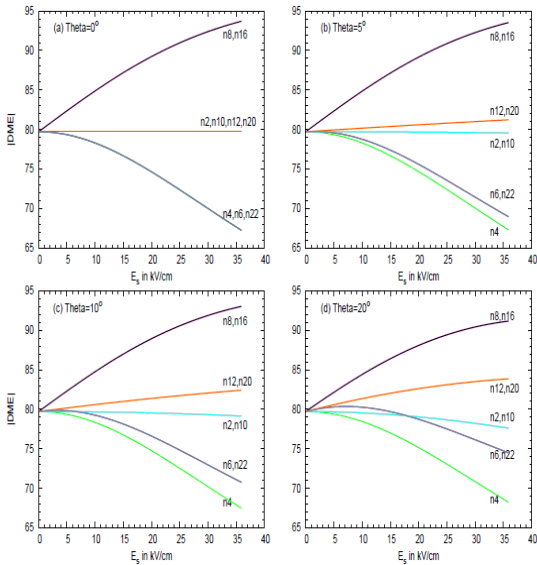 95
90
85
80
75
70
65
|DME|
(a) Theta=0°
n8,n16
n2,n10,n12,n20
n4,n6,n22
0 5 10 15 20 25 30 35 40
Es in kV/cm
95
90
85
80
75
70
65
(b) Theta=5°
n8,n16
n12,n20
n2,n10
n6,n22
n4
0 5 10 15 20 25 30 35 40
Es in kV/cm
95
90
85
80
75
70
65
|DME|
(c) Theta=10°
n8,n16
n12,n20
n2,n10
n6,n22
n4
0 5 10 15 20 25 30 35 40
Es in kV/cm
95
90
85
80
75
70
65
(d) Theta=20°
n8,n16
n12,n20
n2,n10
n6,n22
n4
0 5 10 15 20 25 30 35 40
Es in kV/cm